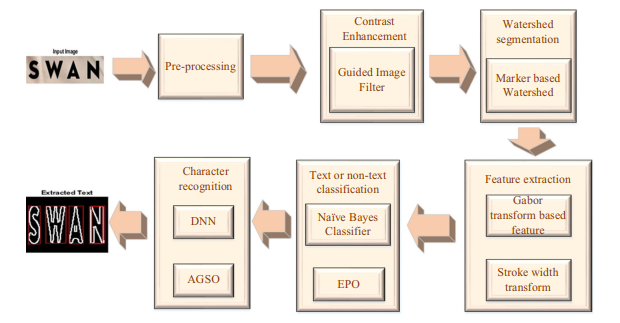 Input Image
SWAN
Pre-processing
Contrast
Enhancement
Guided Image
Filter
Watershed
segmentation
Marker based
Watershed
Feature extraction
Gabor
transform based
feature
Stroke width
transform
Text or non-text
classification
Naïve Bayes
Classifier
EPO
Character
recognition
DNN
AGSO
Extracted Text
SWAN